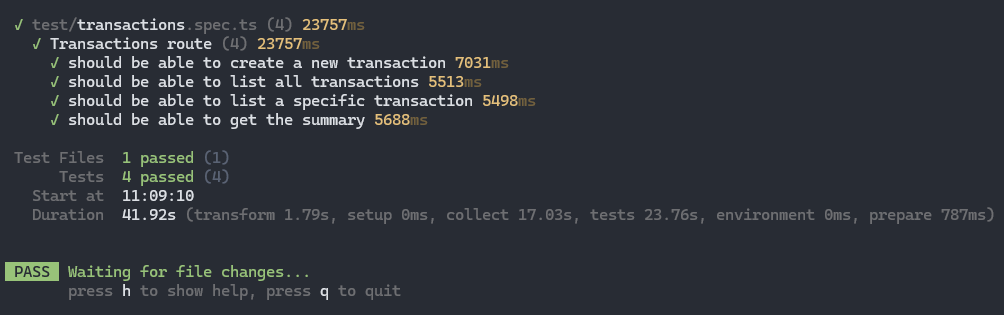 ✓ test/transactions.spec.ts (4) 23757ms
✓ Transactions route (4) 23757ms
✓ should be able to create a new transaction 7031ms
✓ should be able to list all transactions 5513ms
✓ should be able to list a specific transaction 5498ms
✓ should be able to get the summary 5688ms
Test Files 1 passed (1)
Tests 4 passed (4)
Start at 11:09:10
Duration 41.92s (transform 1.79s, setup 0ms, collect 17.03s, tests 23.76s, environment 0ms, prepare 787ms)
PASS Waiting for file changes...
press h to show help, press q to quit